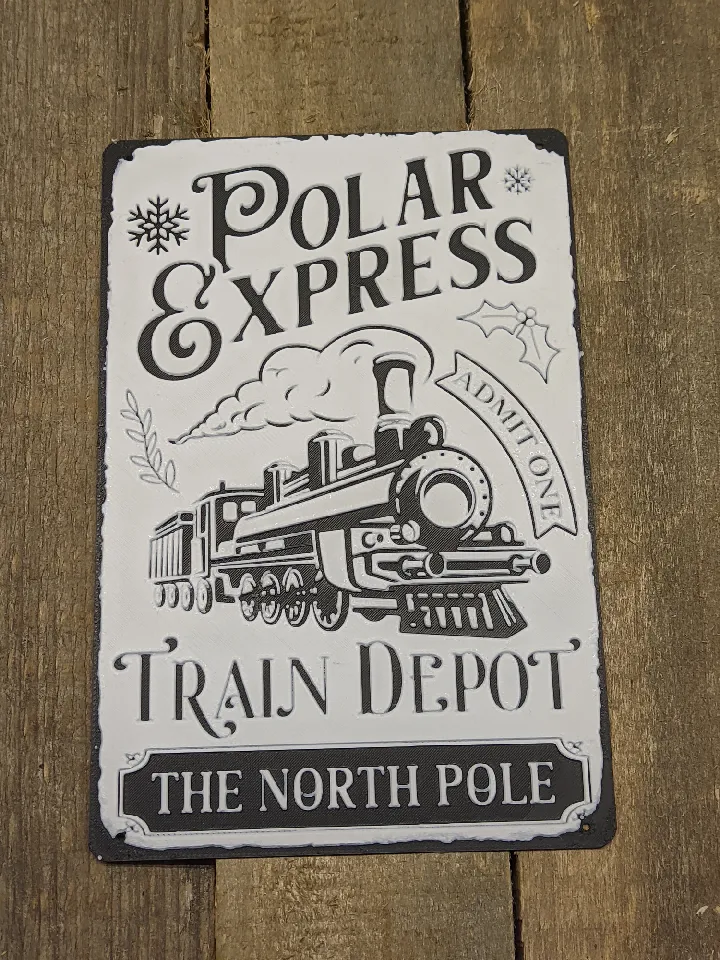 POLAR
EXPRESS
ADMIT ONE
TRAIN DEPOT
THE NORTH POLE